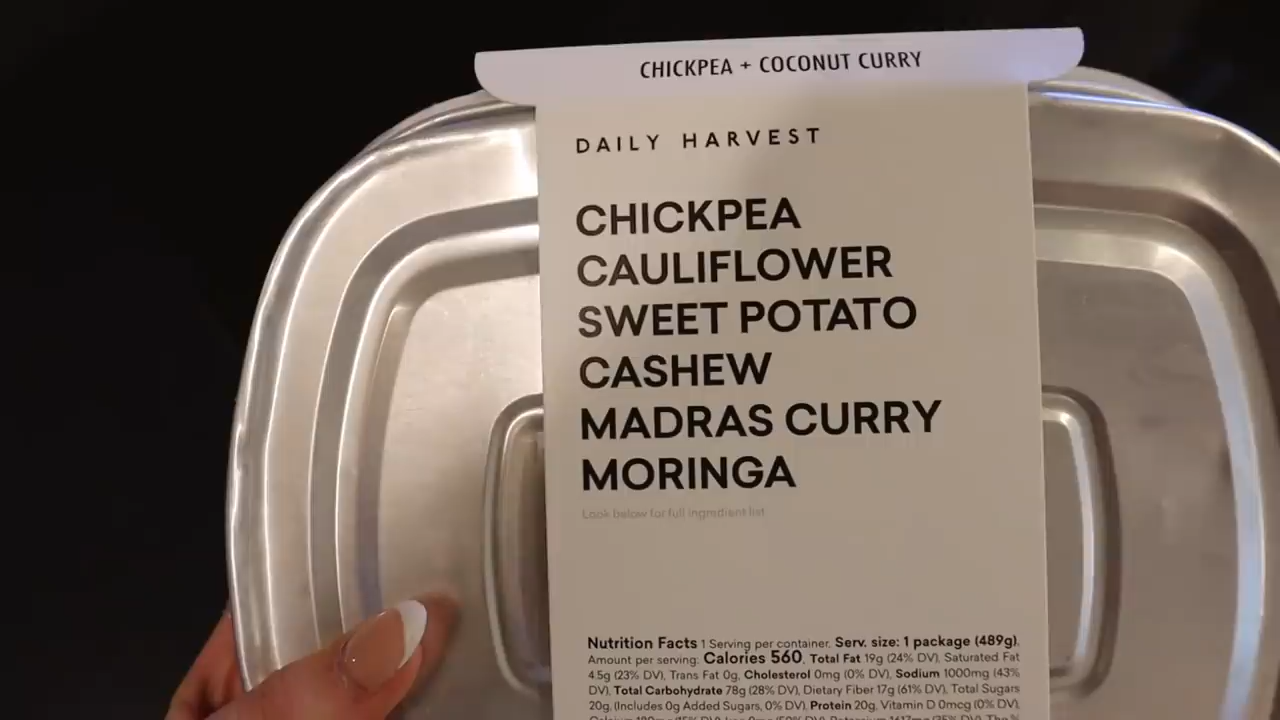 CHICKPEA + COCONUT CURRY
DAILY HARVEST
CHICKPEA
CAULIFLOWER
SWEET POTATO
CASHEW
MADRAS CURRY
MORINGA
Look below for full ingredient list
Nutrition Facts 1 Serving per container, Serv. size: 1 package (489g),
Amount per serving: Calories 560, Total Fat 19g (24% DV), Saturated Fat
4.5g (23% DV), Trans Fat 0g, Cholesterol 0mg (0% DV), Sodium 1000mg (43%
DV), Total Carbohydrate 78g (28% DV), Dietary Fiber 17g (61% DV), Total Sugars
20g, (Includes 0g Added Sugars, 0% DV), Protein 20g, Vitamin D 0mcg (0% DV),